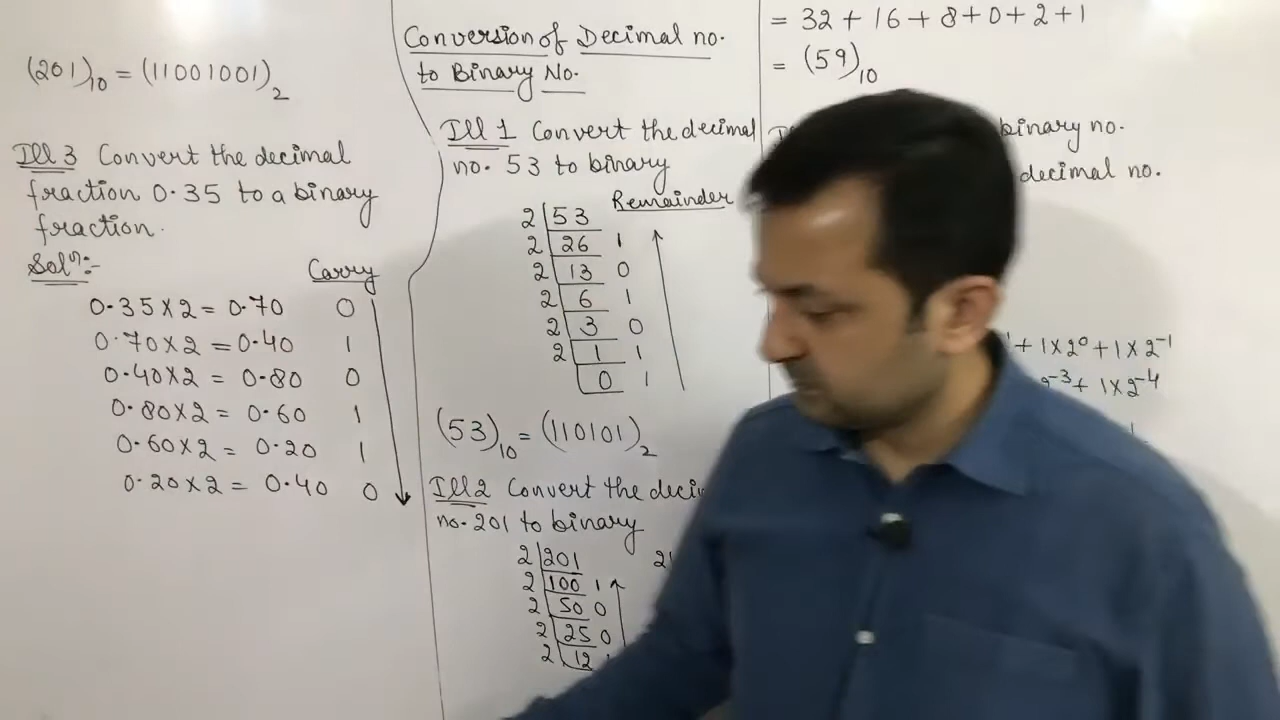 (201)10 = (11001001)2
Ill 3 Convert the decimal
fraction 0.35 to a binary
fraction.
Solⁿ:-
Carry
0.35 x 2 = 0.70 0
0.70 x 2 = 0.40 1
0.40 x 2 = 0.80 0
0.80 x 2 = 0.60 1
0.60 x 2 = 0.20 1
0.20 x 2 = 0.40 0
Conversion of Decimal no.
to Binary No.
Ill 1 Convert the decimal
no. 53 to binary
Remainder
2 53
2 26 1
2 13 0
2 6 1
2 3 0
2 1 1
0 1
(53)10 = (110101)2
Ill 2 Convert the
no. 201 to binary
2 201
2 100 1
2 50 0
2 25 0
2 12
= 32 + 16 + 8 + 0 + 2 + 1
= (59)10
binary no.
decimal no.
+ 1 x 2⁰ + 1 x 2⁻¹
+ 1 x 2⁻⁴